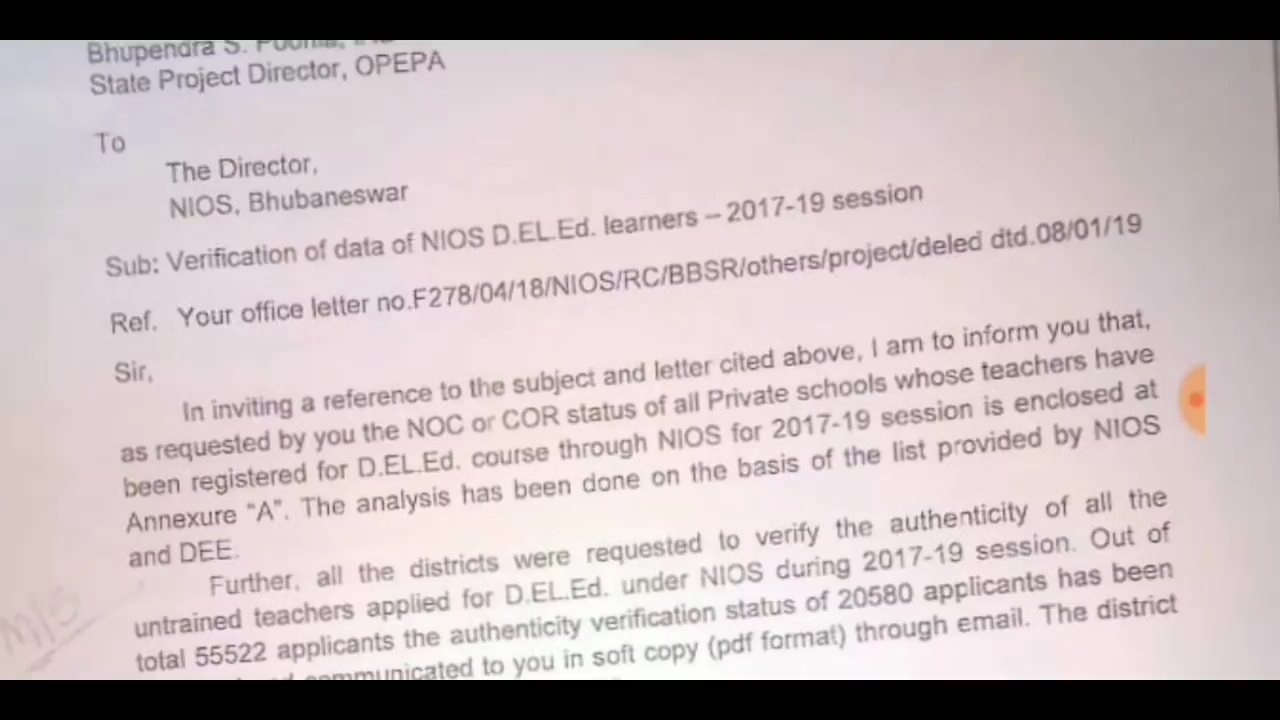 Bhupendra S.
State Project Director, OPEPA
To
The Director,
NIOS, Bhubaneswar
Sub: Verification of data of NIOS D.EL.Ed. learners – 2017-19 session
Ref. Your office letter no.F278/04/18/NIOS/RC/BBSR/others/project/deled dtd.08/01/19
Sir,
In inviting a reference to the subject and letter cited above, I am to inform you that,
as requested by you the NOC or COR status of all Private schools whose teachers have
been registered for D.EL.Ed. course through NIOS for 2017-19 session is enclosed at
Annexure “A”. The analysis has been done on the basis of the list provided by NIOS
and DEE.
Further, all the districts were requested to verify the authenticity of all the
untrained teachers applied for D.EL.Ed. under NIOS during 2017-19 session. Out of
total 55522 applicants the authenticity verification status of 20580 applicants has been
communicated to you in soft copy (pdf format) through email. The district
MIS